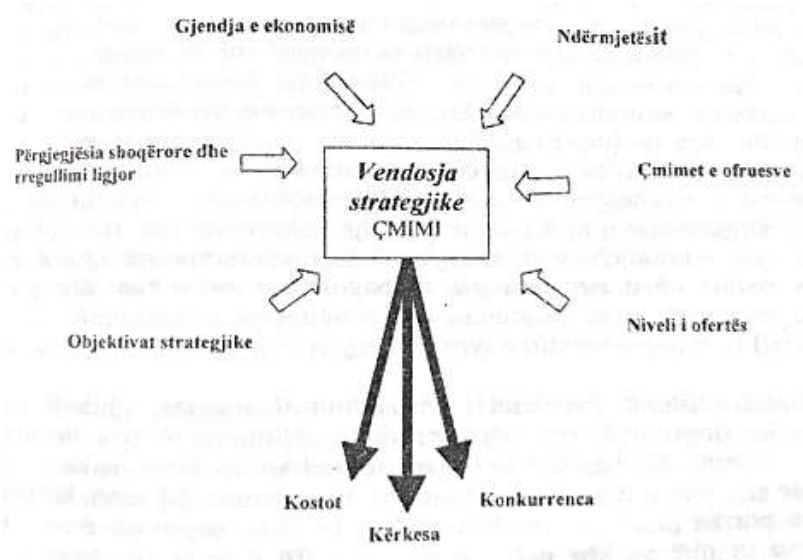 Gjendja e ekonomisë
Ndërmjetësit
Përgjegjësia shoqërore dhe
rregullimi ligjor
Vendosja
strategjike
ÇMIMI
Çmimet e ofruesve
Objektivat strategjike
Niveli i ofertës
Kostot
Kërkesa
Konkurrenca